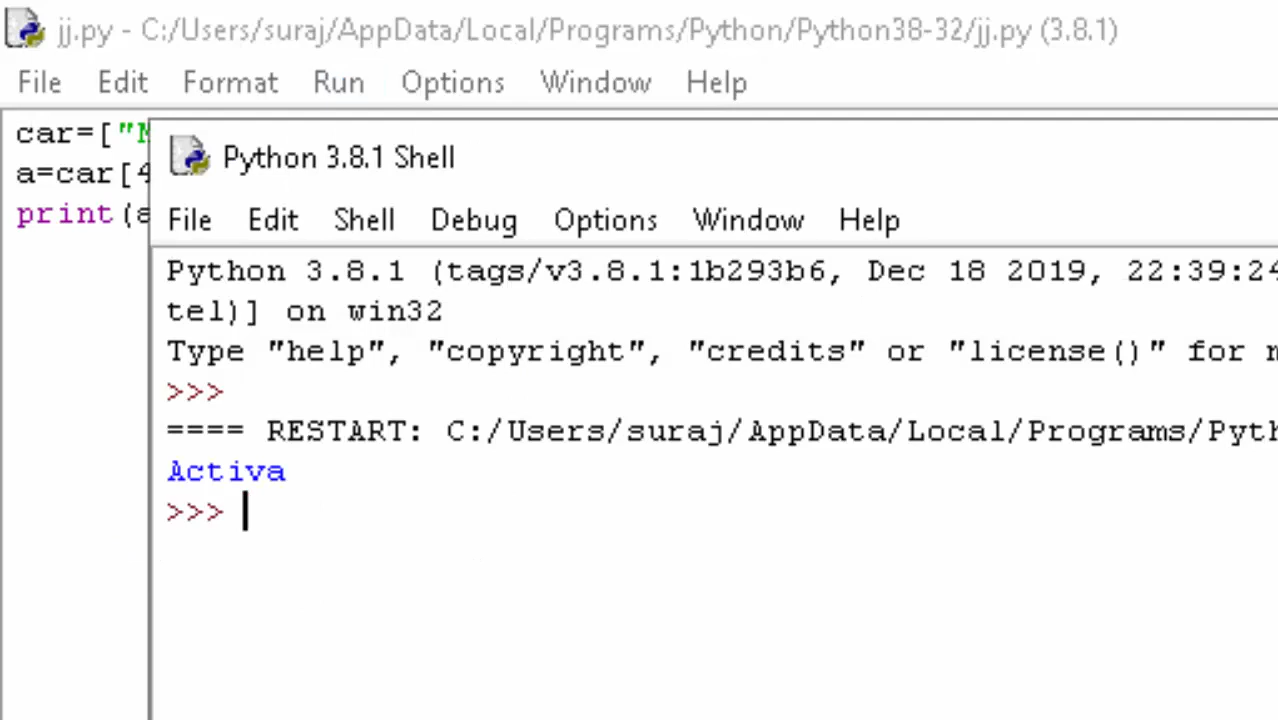 jj.py - C:/Users/suraj/AppData/Local/Programs/Python/Python38-32/jj.py (3.8.1)
File Edit Format Run Options Window Help
car=["
a=car[4
print(a
Python 3.8.1 Shell
File Edit Shell Debug Options Window Help
Python 3.8.1 (tags/v3.8.1:1b293b6, Dec 18 2019, 22:39:24
tel)] on win32
Type "help", "copyright", "credits" or "license()" for
>>>
==== RESTART: C:/Users/suraj/AppData/Local/Programs/Pyth
Activa
>>>